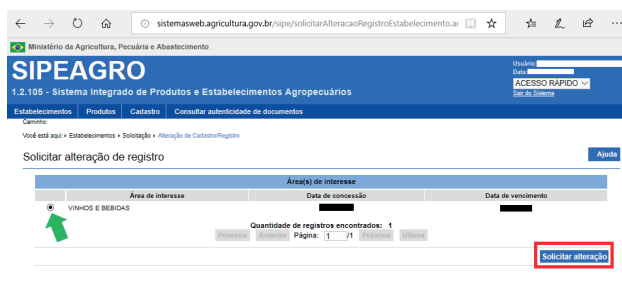 sistemasweb.agricultura.gov.br/sipe/solicitarAlteracaoRegistroEstabelecimento.ac
Ministério da Agricultura, Pecuária e Abastecimento
SIPEAGRO
1.2.105 - Sistema Integrado de Produtos e Estabelecimentos Agropecuários
Usuário:
Data:
ACESSO RÁPIDO
Sair do Sistema
Estabelecimentos Produtos Cadastro Consultar autenticidade de documentos
Caminho:
Você está aqui: Estabelecimentos Solicitação Alteração de Cadastro/Registro
Solicitar alteração de registro
Ajuda
Área(s) de interesse
Área de interesse Data de concessão Data de vencimento
VINHOS E BEBIDAS
Quantidade de registros encontrados: 1
Primeira Anterior Página: 1 /1 Próxima Última
Solicitar alteração